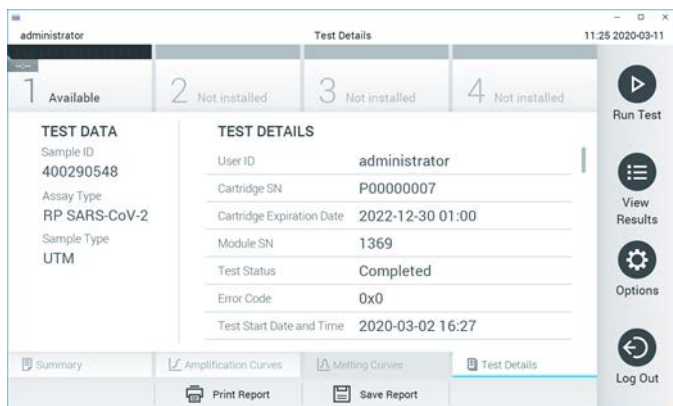 administrator Test Details 11:25 2020-03-11
--:--
1 Available 2 Not installed 3 Not installed 4 Not installed
Run Test
View
Results
Options
Log Out
TEST DATA
Sample ID
400290548
Assay Type
RP SARS-CoV-2
Sample Type
UTM
TEST DETAILS
User ID administrator
Cartridge SN P00000007
Cartridge Expiration Date 2022-12-30 01:00
Module SN 1369
Test Status Completed
Error Code 0x0
Test Start Date and Time 2020-03-02 16:27
Summary Amplification Curves Melting Curves Test Details
Print Report Save Report